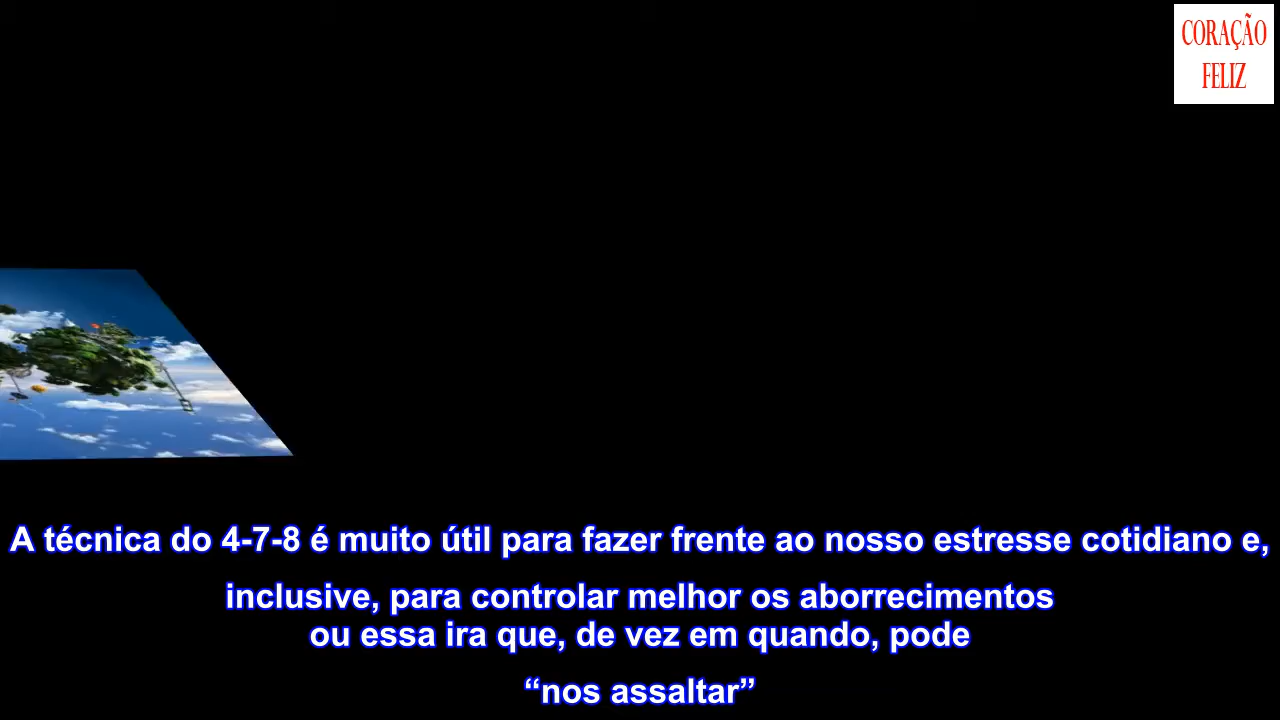 CORAÇÃO
FELIZ
A técnica do 4-7-8 é muito útil para fazer frente ao nosso estresse cotidiano e,
inclusive, para controlar melhor os aborrecimentos
ou essa ira que, de vez em quando, pode
“nos assaltar”